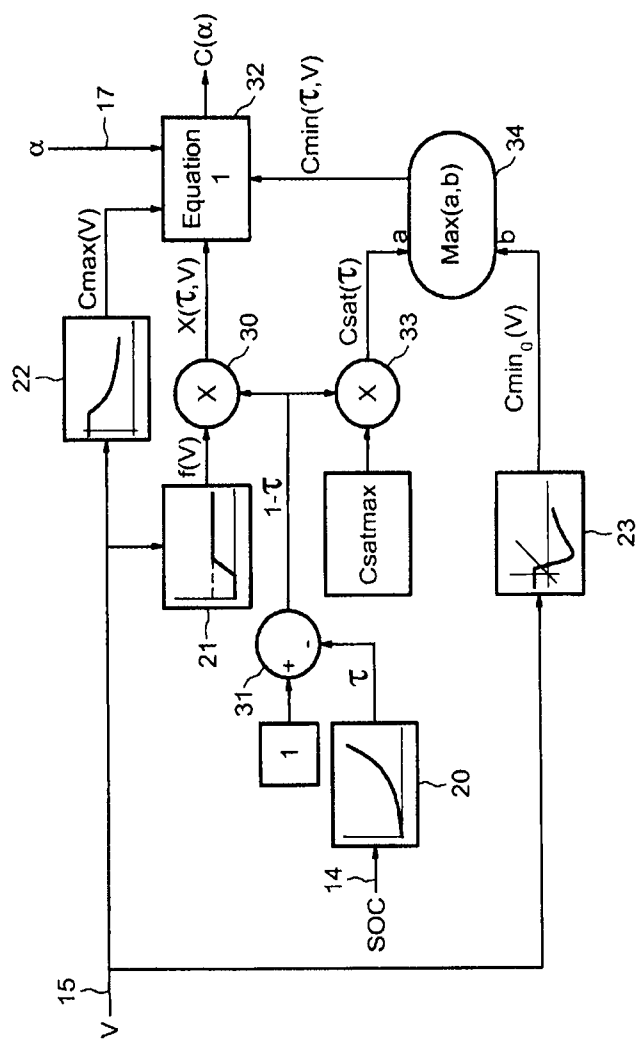 V
15
22
Cmax(V)
α
17
Equation
1
C(α)
32
21
f(V)
X
30
X(τ,V)
Cmin(τ,V)
1-τ
Csatmax
X
33
Csat(τ)
a
Max(a,b)
b
34
31
+
-
1
τ
20
SOC
14
23
Cmin₀(V)